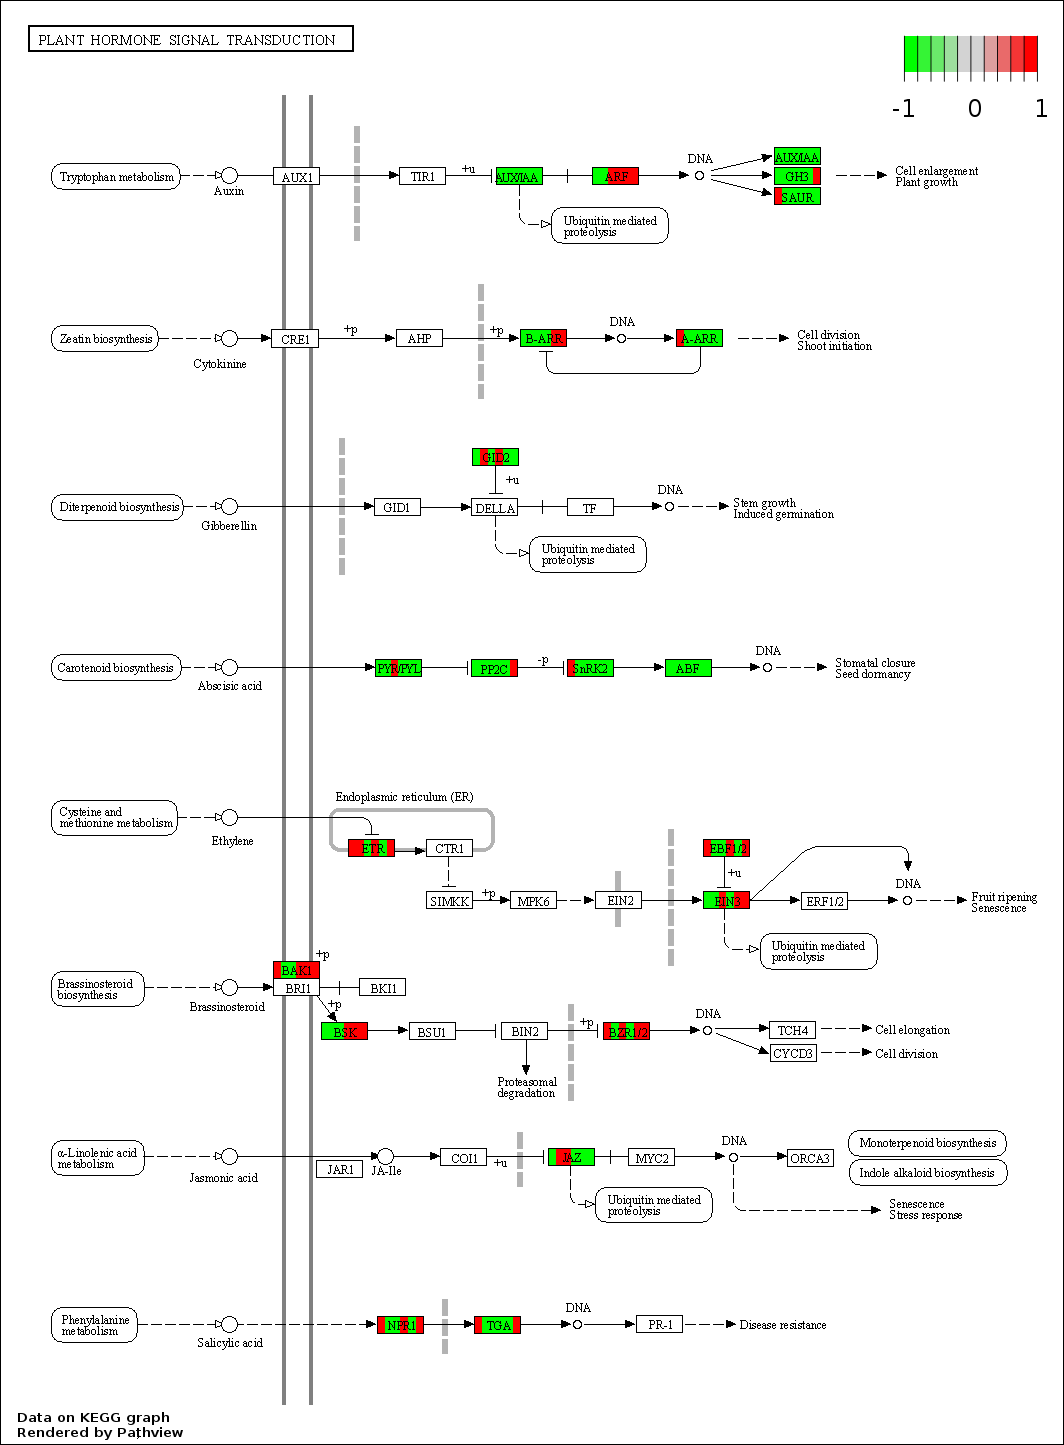 PLANT HORMONE SIGNAL TRANSDUCTION
-1 0 1
Tryptophan metabolism
Auxin
AUX1
TIR1
+u
AUX/IAA
ARF
DNA
AUX/IAA
GH3
SAUR
Cell enlargement
Plant growth
Ubiquitin mediated
proteolysis
Zeatin biosynthesis
Cytokinine
CRE1
+p
AHP
+p
B-ARR
DNA
A-ARR
Cell division
Shoot initiation
GID2
+u
Diterpenoid biosynthesis
Gibberellin
GID1
DELLA
TF
DNA
Stem growth
Induced germination
Ubiquitin mediated
proteolysis
Carotenoid biosynthesis
Abscisic acid
PYR/PYL
PP2C
-p
SnRK2
ABF
DNA
Stomatal closure
Seed dormancy
Endoplasmic reticulum (ER)
Cysteine and
methionine metabolism
Ethylene
ETR
CTR1
EBF1/2
+u
SIMKK
+p
MPK6
EIN2
EIN3
ERF1/2
DNA
Fruit ripening
Senescence
Ubiquitin mediated
proteolysis
Brassinosteroid
biosynthesis
Brassinosteroid
BAK1
+p
BRI1
BKI1
+p
BSK
BSU1
BIN2
+p
BZR1/2
DNA
TCH4
CYCD3
Cell elongation
Cell division
Proteasomal
degradation
α-Linolenic acid
metabolism
Jasmonic acid
JAR1
JA-Ile
COI1
+u
JAZ
MYC2
DNA
ORCA3
Monoterpenoid biosynthesis
Indole alkaloid biosynthesis
Senescence
Stress response
Ubiquitin mediated
proteolysis
Phenylalanine
metabolism
Salicylic acid
NPR1
TGA
DNA
PR-1
Disease resistance
Data on KEGG graph
Rendered by Pathview